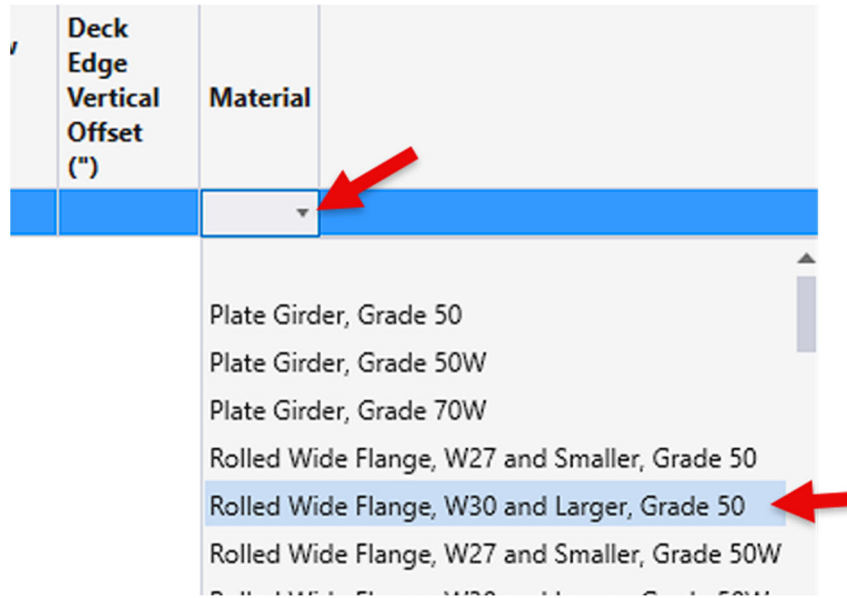 Deck
Edge
Vertical
Offset
(")
Material
Plate Girder, Grade 50
Plate Girder, Grade 50W
Plate Girder, Grade 70W
Rolled Wide Flange, W27 and Smaller, Grade 50
Rolled Wide Flange, W30 and Larger, Grade 50
Rolled Wide Flange, W27 and Smaller, Grade 50W